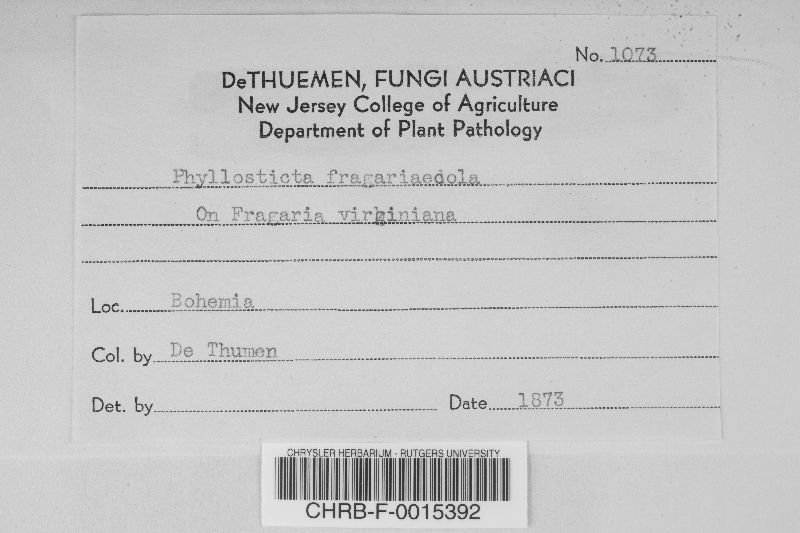 No. 1073
DeTHUEMEN, FUNGI AUSTRIACI
New Jersey College of Agriculture
Department of Plant Pathology
Phyllosticta fragariaedola
On Fragaria virginiana
Loc. Bohemia
Col. by De Thumen
Det. by
Date 1873
CHRYSLER HERBARIUM - RUTGERS UNIVERSITY
CHRB-F-0015392